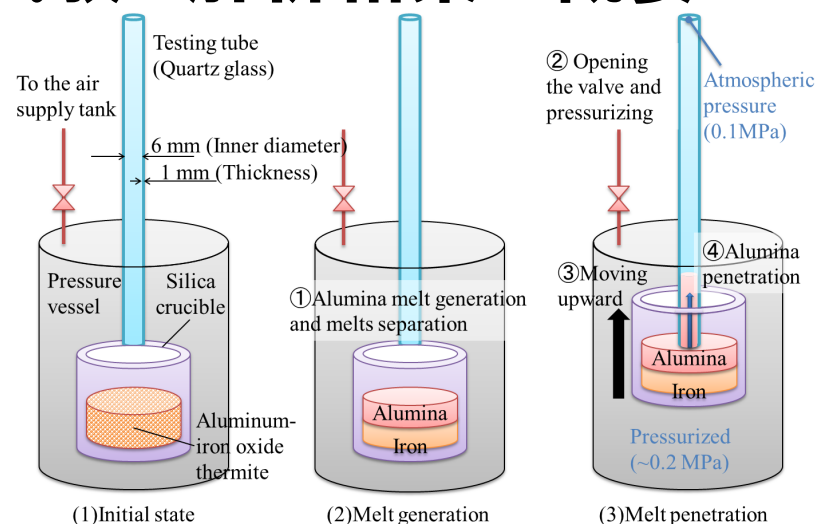 Testing tube
(Quartz glass)
To the air
supply tank
6 mm (Inner diameter)
1 mm (Thickness)
Pressure
vessel
Silica
crucible
Aluminum-
iron oxide
thermite
(1)Initial state
①Alumina melt generation
and melts separation
Alumina
Iron
(2)Melt generation
② Opening
the valve and
pressurizing
Atmospheric
pressure
(0.1MPa)
③Moving
upward
④Alumina
penetration
Alumina
Iron
Pressurized
(~0.2 MPa)
(3)Melt penetration